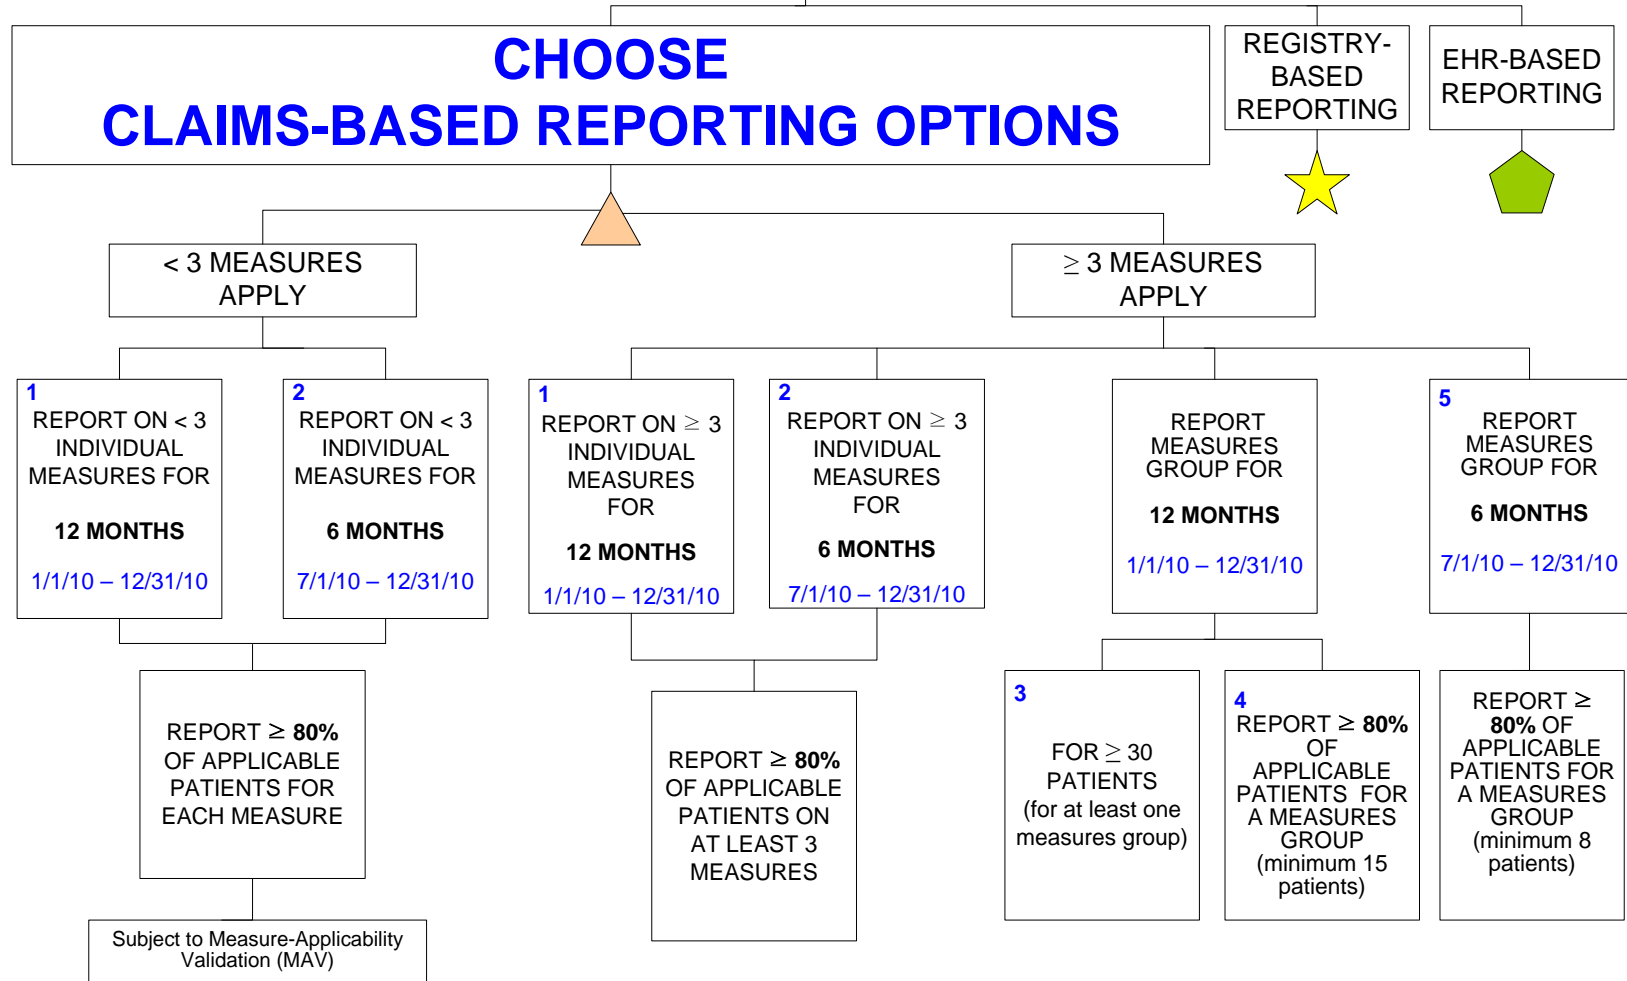 CHOOSE
CLAIMS-BASED REPORTING OPTIONS
REGISTRY-
BASED
REPORTING
EHR-BASED
REPORTING
< 3 MEASURES
APPLY
≥ 3 MEASURES
APPLY
1
REPORT ON < 3
INDIVIDUAL
MEASURES FOR
12 MONTHS
1/1/10 – 12/31/10
2
REPORT ON < 3
INDIVIDUAL
MEASURES FOR
6 MONTHS
7/1/10 – 12/31/10
1
REPORT ON ≥ 3
INDIVIDUAL
MEASURES
FOR
12 MONTHS
1/1/10 – 12/31/10
2
REPORT ON ≥ 3
INDIVIDUAL
MEASURES
FOR
6 MONTHS
7/1/10 – 12/31/10
REPORT
MEASURES
GROUP FOR
12 MONTHS
1/1/10 – 12/31/10
5
REPORT
MEASURES
GROUP FOR
6 MONTHS
7/1/10 – 12/31/10
REPORT ≥ 80%
OF APPLICABLE
PATIENTS FOR
EACH MEASURE
REPORT ≥ 80%
OF APPLICABLE
PATIENTS ON
AT LEAST 3
MEASURES
3
FOR ≥ 30
PATIENTS
(for at least one
measures group)
4
REPORT ≥ 80%
OF
APPLICABLE
PATIENTS FOR
A MEASURES
GROUP
(minimum 15
patients)
REPORT ≥
80% OF
APPLICABLE
PATIENTS FOR
A MEASURES
GROUP
(minimum 8
patients)
Subject to Measure-Applicability
Validation (MAV)